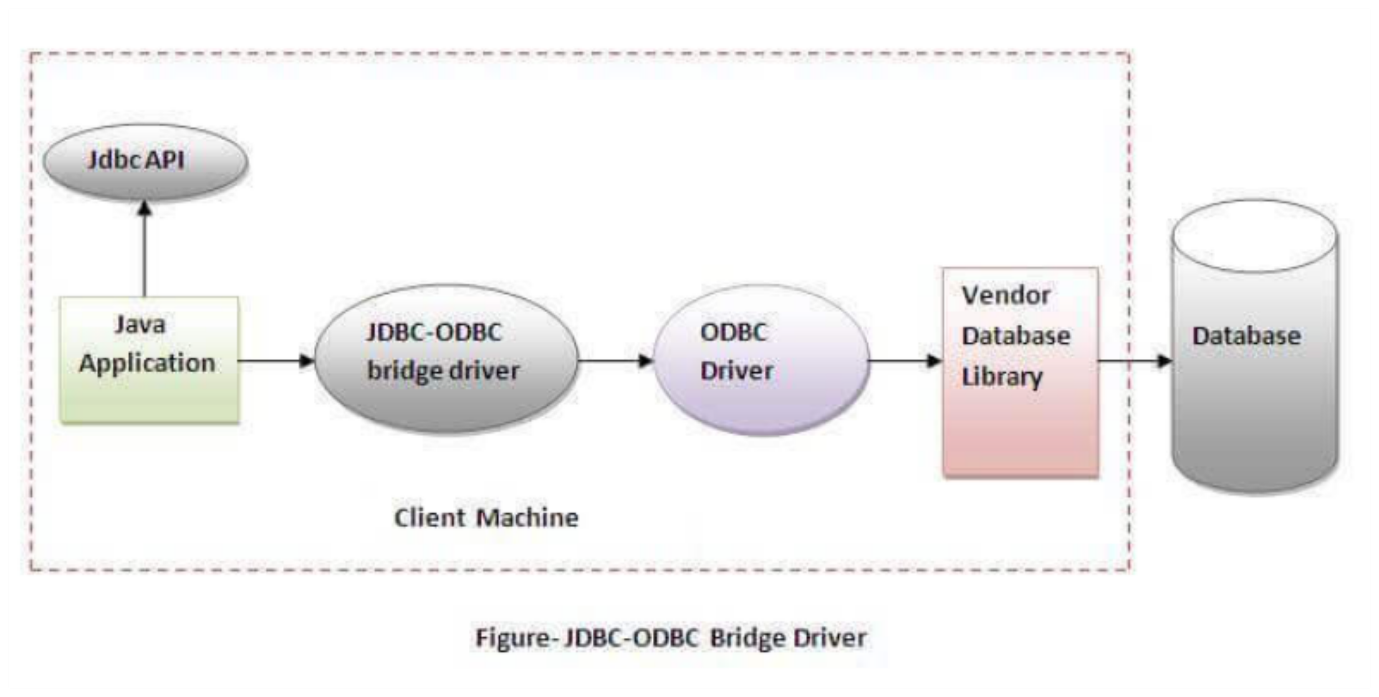 Jdbc API
Java
Application
JDBC-ODBC
bridge driver
ODBC
Driver
Vendor
Database
Library
Database
Client Machine
Figure- JDBC-ODBC Bridge Driver